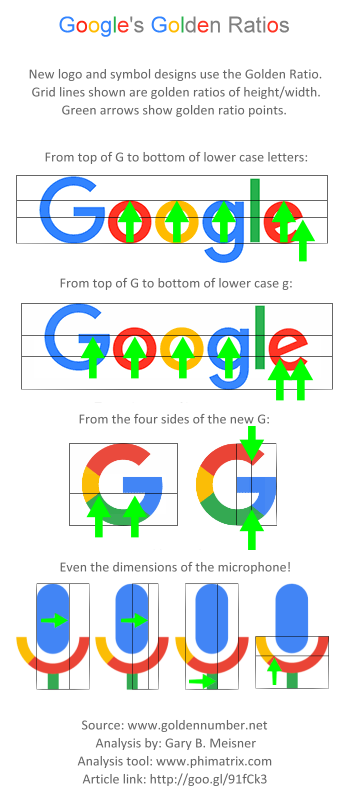 Google's Golden Ratios
New logo and symbol designs use the Golden Ratio.
Grid lines shown are golden ratios of height/width.
Green arrows show golden ratio points.
From top of G to bottom of lower case letters:
Google
From top of G to bottom of lower case g:
Google
From the four sides of the new G:
G G
Even the dimensions of the microphone!
Source: www.goldennumber.net
Analysis by: Gary B. Meisner
Analysis tool: www.phimatrix.com
Article link: http://goo.gl/91fCk3